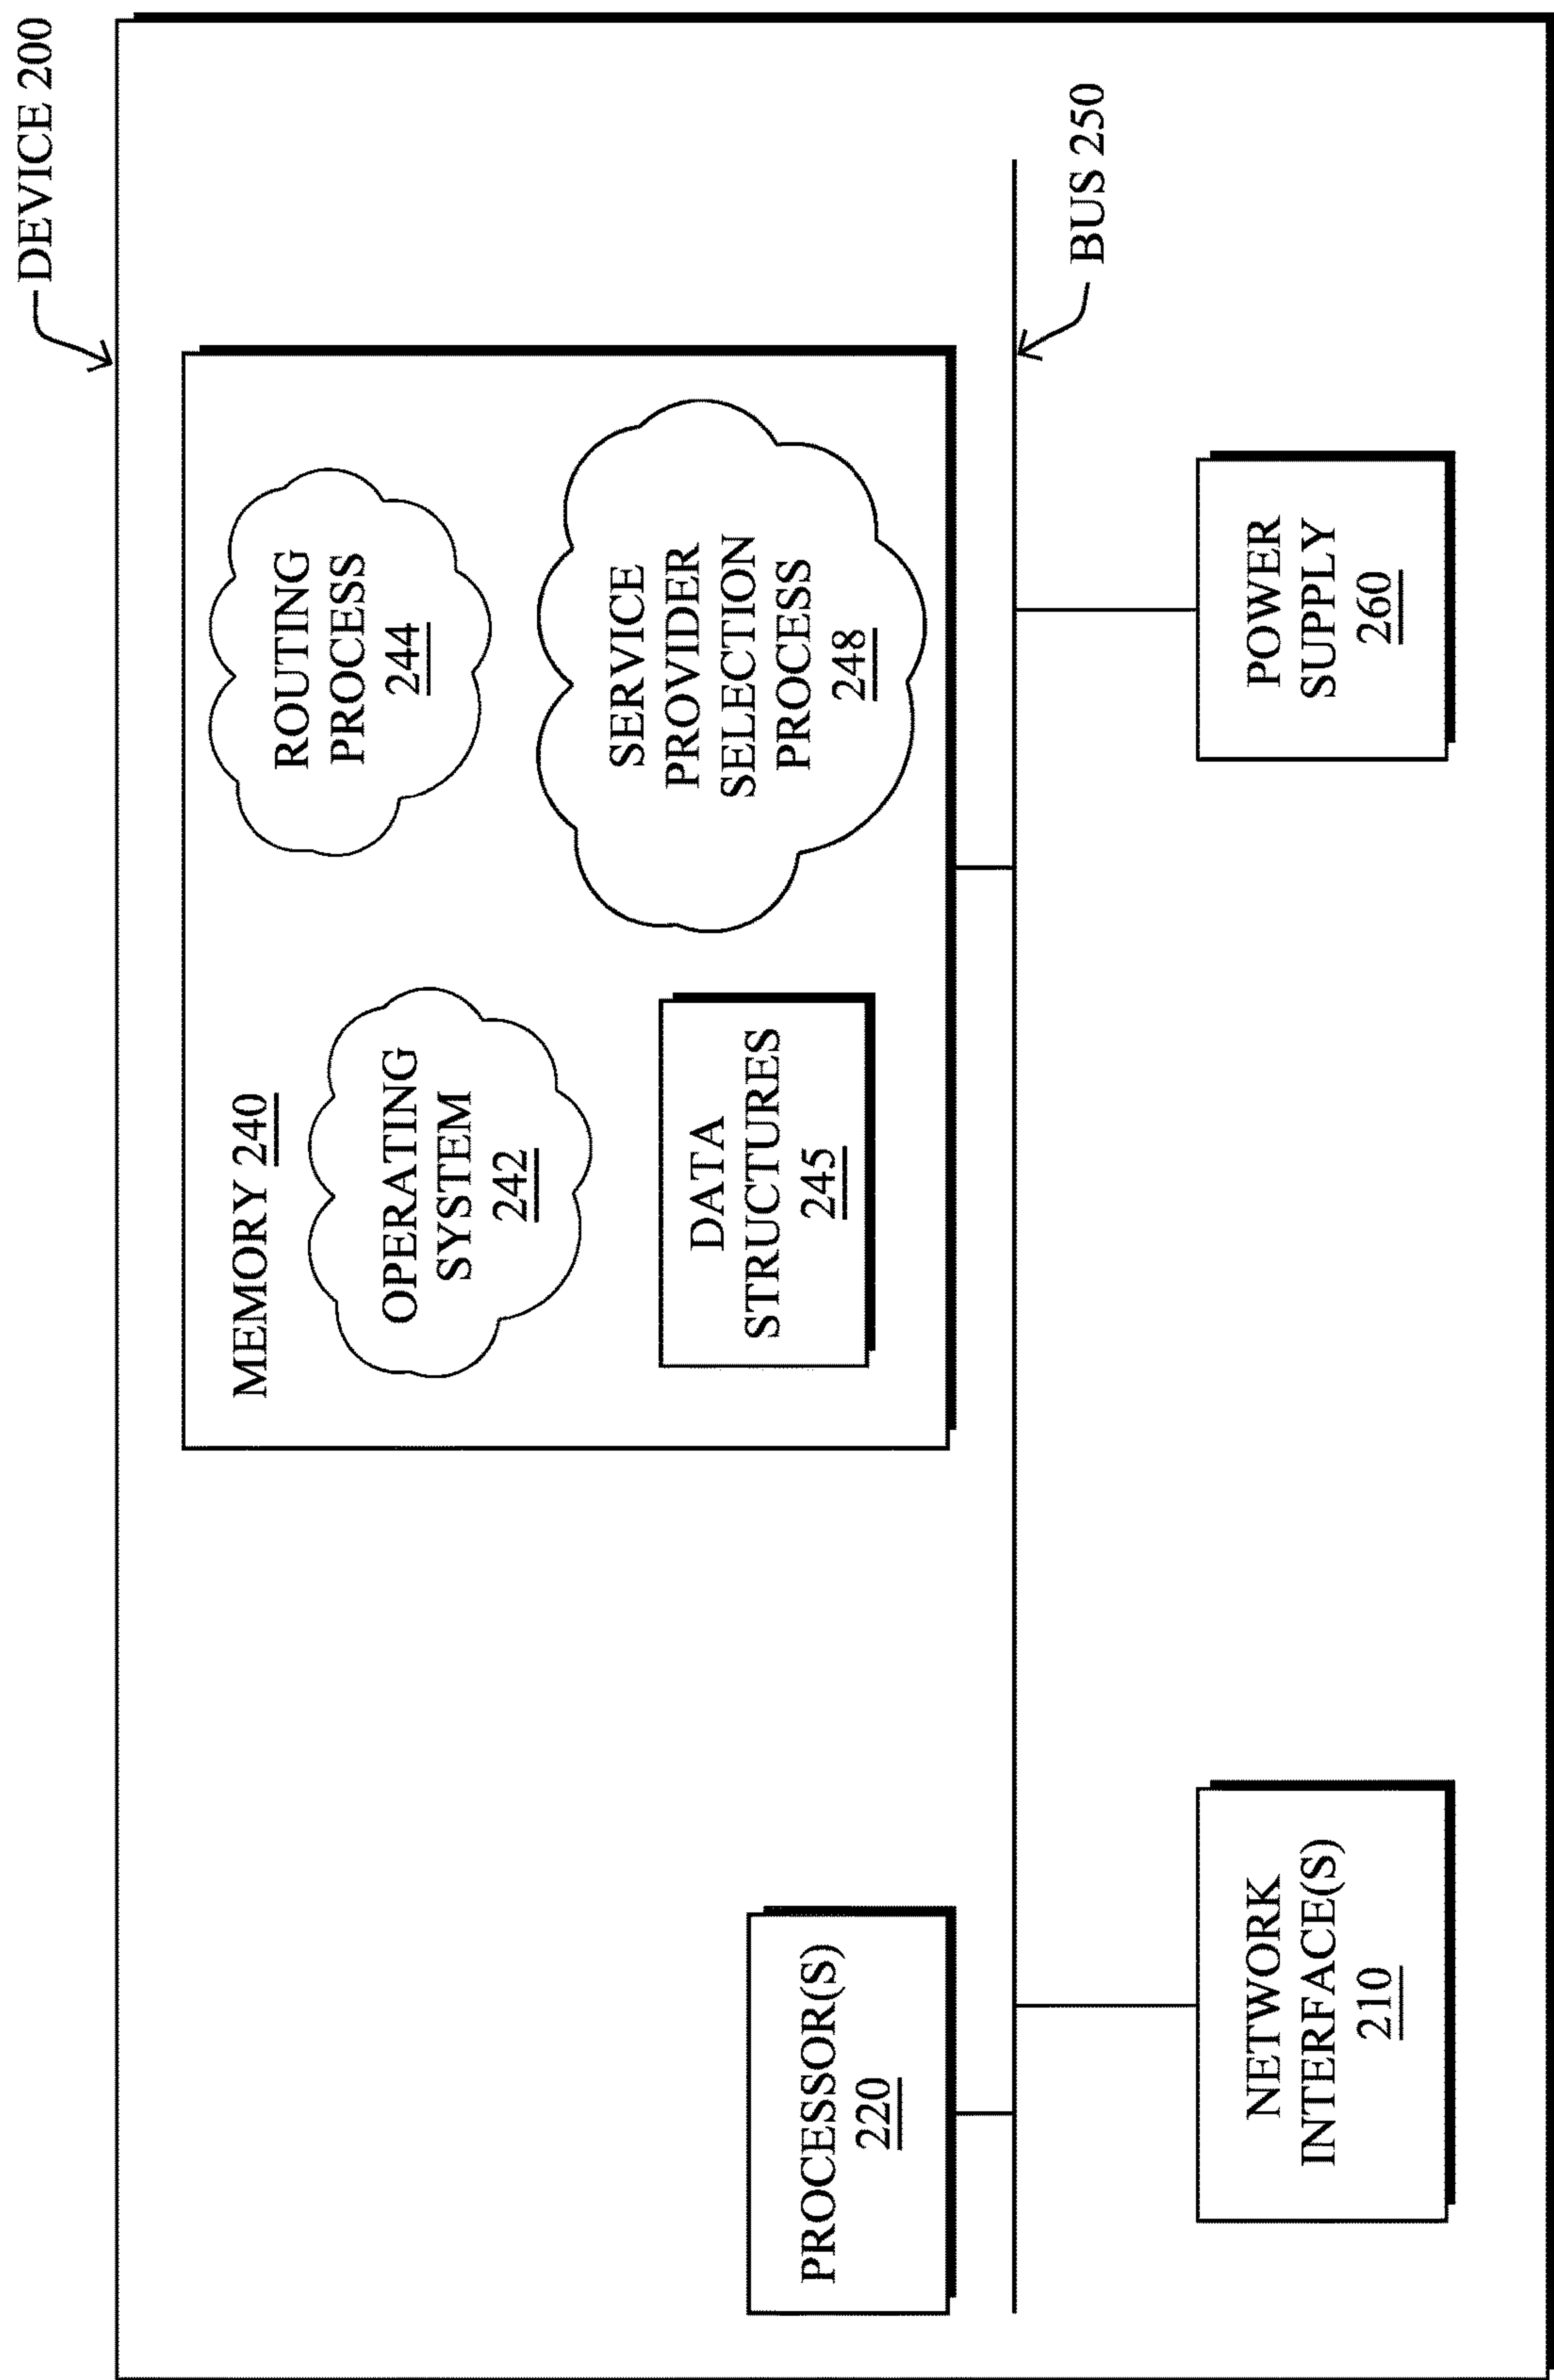 DEVICE 200
MEMORY 240
OPERATING
SYSTEM
242
ROUTING
PROCESS
244
DATA
STRUCTURES
245
SERVICE
PROVIDER
SELECTION
PROCESS
248
PROCESSOR(S)
220
BUS 250
NETWORK
INTERFACE(S)
210
POWER
SUPPLY
260